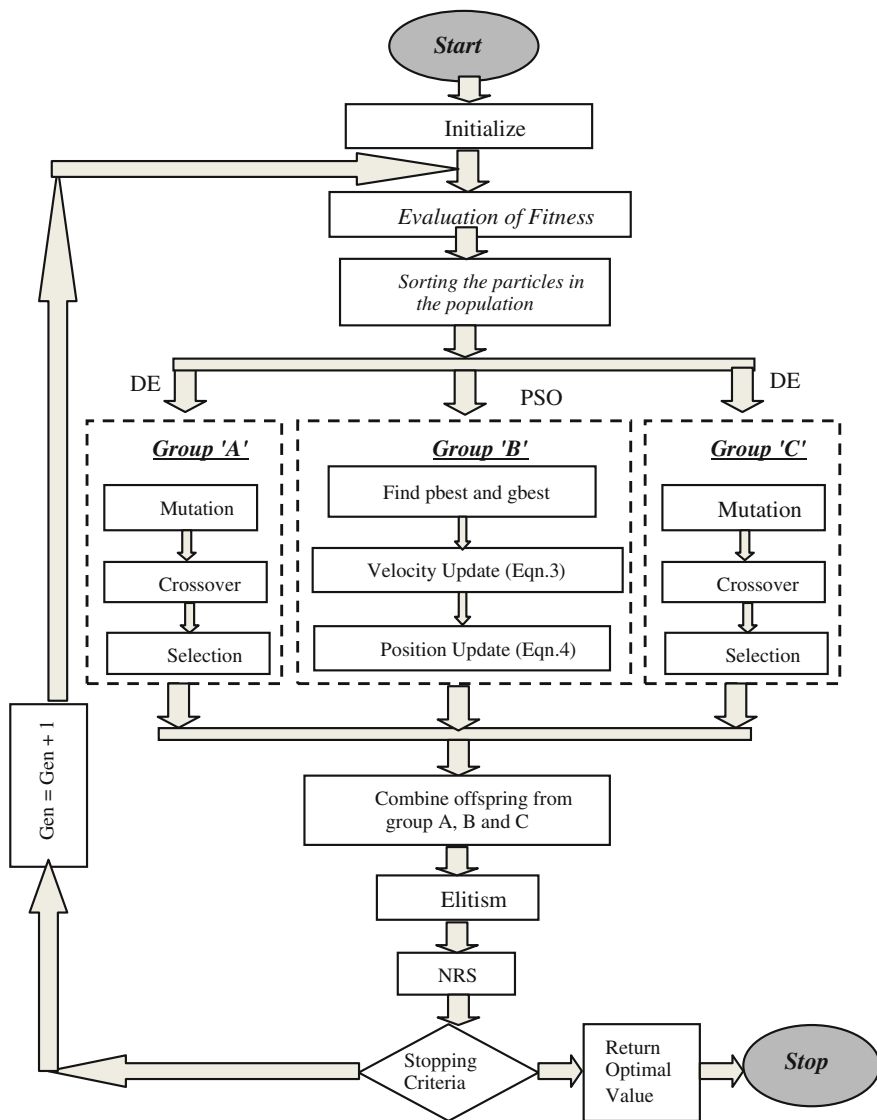 Start
Initialize
Evaluation of Fitness
Sorting the particles in
the population
DE
PSO
DE
Group 'A'
Mutation
Crossover
Selection
Group 'B'
Find pbest and gbest
Velocity Update (Eqn.3)
Position Update (Eqn.4)
Group 'C'
Mutation
Crossover
Selection
Combine offspring from
group A, B and C
Elitism
NRS
Stopping
Criteria
Return
Optimal
Value
Stop
Gen = Gen + 1